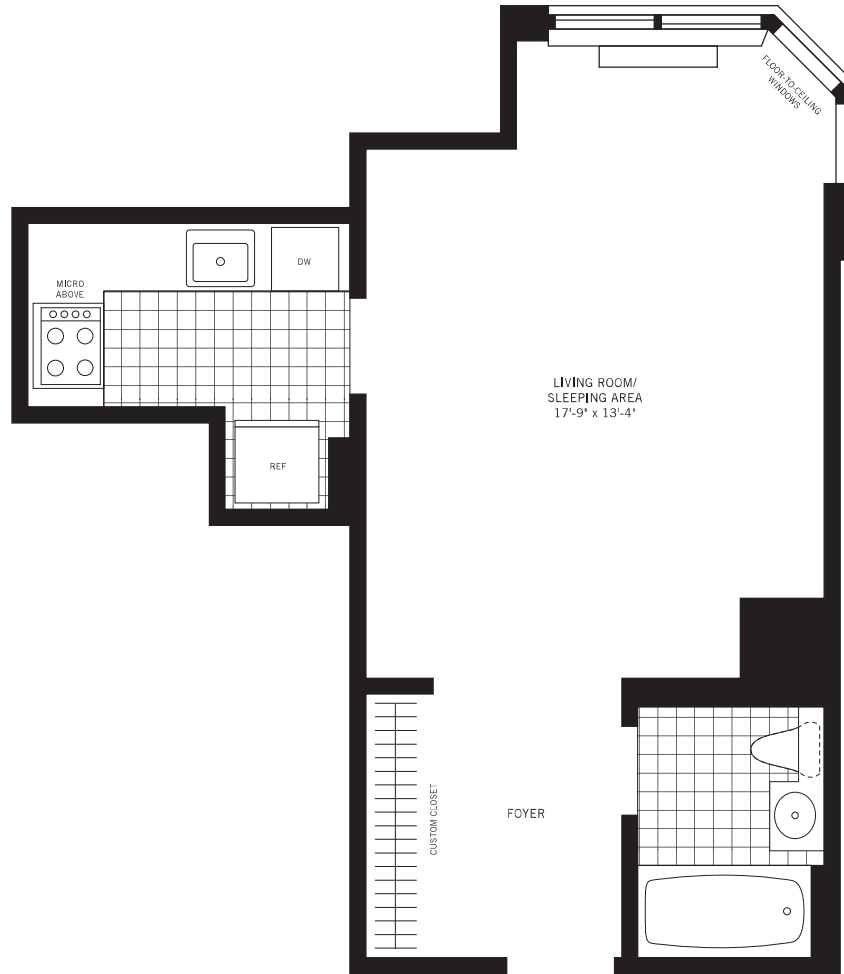 FLOOR-TO-CEILING
WINDOWS
DW
MICRO
ABOVE
LIVING ROOM/
SLEEPING AREA
17'-9" x 13'-4"
REF
CUSTOM CLOSET
FOYER